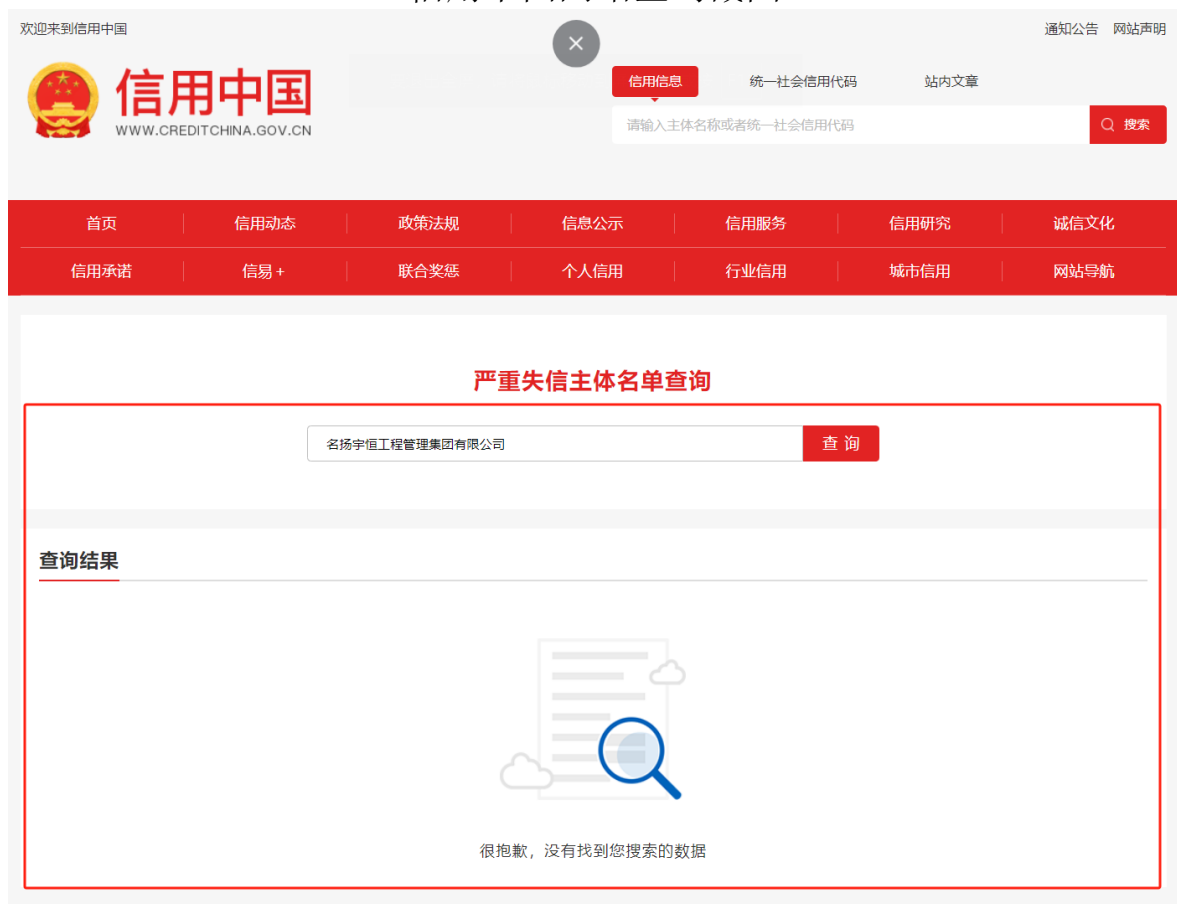 欢迎来到信用中国
通知公告 网站声明
信用中国
WWW.CREDITCHINA.GOV.CN
信用信息 统一社会信用代码 站内文章
请输入主体名称或者统一社会信用代码
搜索
首页 信用动态 政策法规 信息公示 信用服务 信用研究 诚信文化
信用承诺 信易+ 联合奖惩 个人信用 行业信用 城市信用 网站导航
严重失信主体名单查询
名扬宇恒工程管理集团有限公司
查询
查询结果
很抱歉，没有找到您搜索的数据